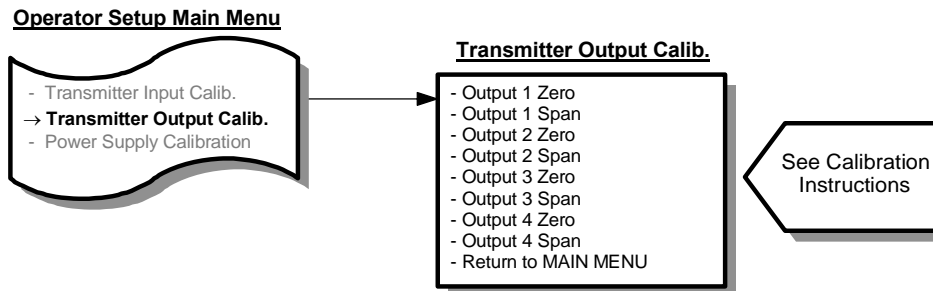 Operator Setup Main Menu
- Transmitter Input Calib.
→ Transmitter Output Calib.
- Power Supply Calibration
Transmitter Output Calib.
- Output 1 Zero
- Output 1 Span
- Output 2 Zero
- Output 2 Span
- Output 3 Zero
- Output 3 Span
- Output 4 Zero
- Output 4 Span
- Return to MAIN MENU
See Calibration
Instructions